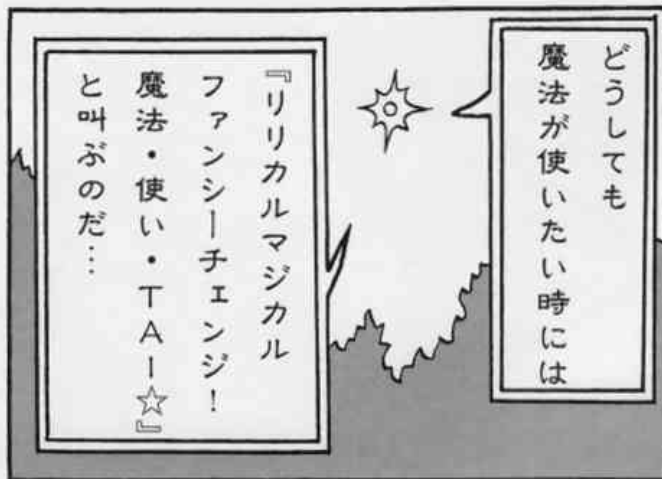 どうしても
魔法が使いたい時には
『リリカルマジカル
ファンシーチェンジ!
魔法・使い・TAI☆』
と叫ぶのだ…